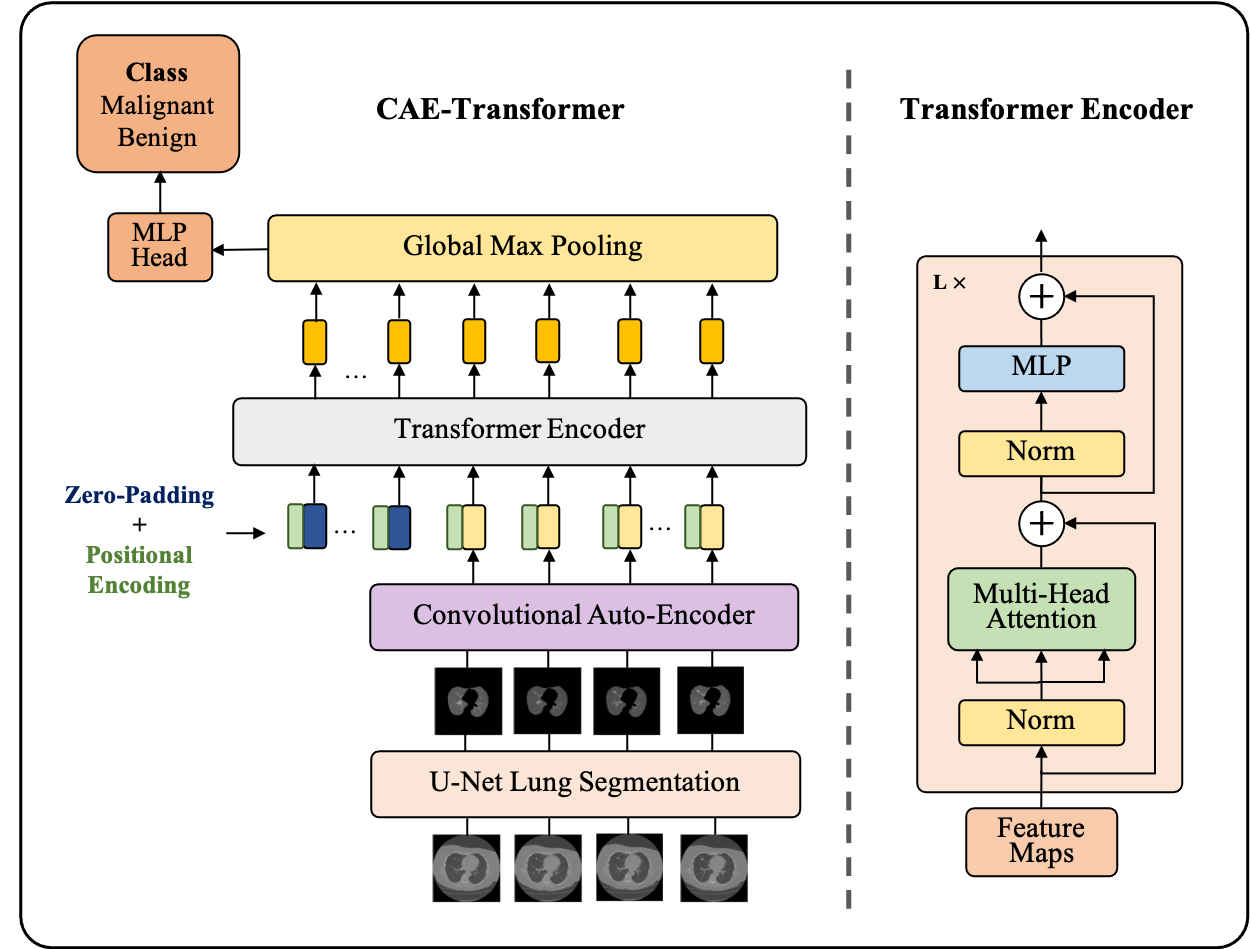 Class
Malignant
Benign
CAE-Transformer
Transformer Encoder
MLP
Head
Global Max Pooling
...
Transformer Encoder
Zero-Padding
+
Positional
Encoding
...
...
Convolutional Auto-Encoder
U-Net Lung Segmentation
L ×
+
MLP
Norm
+
Multi-Head
Attention
Norm
Feature
Maps